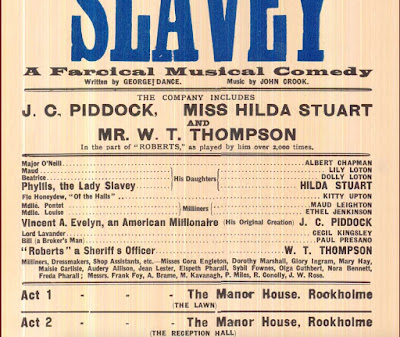 SLAVEY
A Farcical Musical Comedy
Written by GEORGE DANCE. Music by JOHN CROOK.
THE COMPANY INCLUDES
J. C. PIDDOCK, MISS HILDA STUART
AND
MR. W. T. THOMPSON
In the part of "ROBERTS," as played by him over 2,000 times.
Major O'Neill ALBERT CHAPMAN
Maud LILY LOTON
Beatrice His Daughters DOLLY LOTON
Phyllis, the Lady Slavey HILDA STUART
Flo Honeydew, "Of the Halls" .. KITTY UPTON
Mdlle. Pontet MAUD LEIGHTON
Mdlle. Louise Milliners ETHEL JENKINSON
Vincent A. Evelyn, an American Millionaire (His Original Creation) J. C. PIDDOCK
Lord Lavander CECIL KINGSLEY
Bill (a Broker's Man) PAUL PRESANO
"Roberts" a Sheriff's Officer W. T. THOMPSON
Milliners, Dressmakers, Shop Assistants, etc.—Misses Cora Engleton, Dorothy Marshall, Glory Ingram, Mary Hay,
Maisie Carlisle, Audery Allison, Jean Lester, Elspeth Pharall, Sybil Fownes, Olga Cuthbert, Nora Bennett,
Freda Pharall; Messrs. Frank Foy, A. Brame, M. Kavanagh, P. Miles, R. Donolly, J. W. Ross.
Act 1 - - - The Manor House, Rookholme
(THE LAWN)
Act 2 - - - The Manor House, Rookholme
(THE RECEPTION HALL)